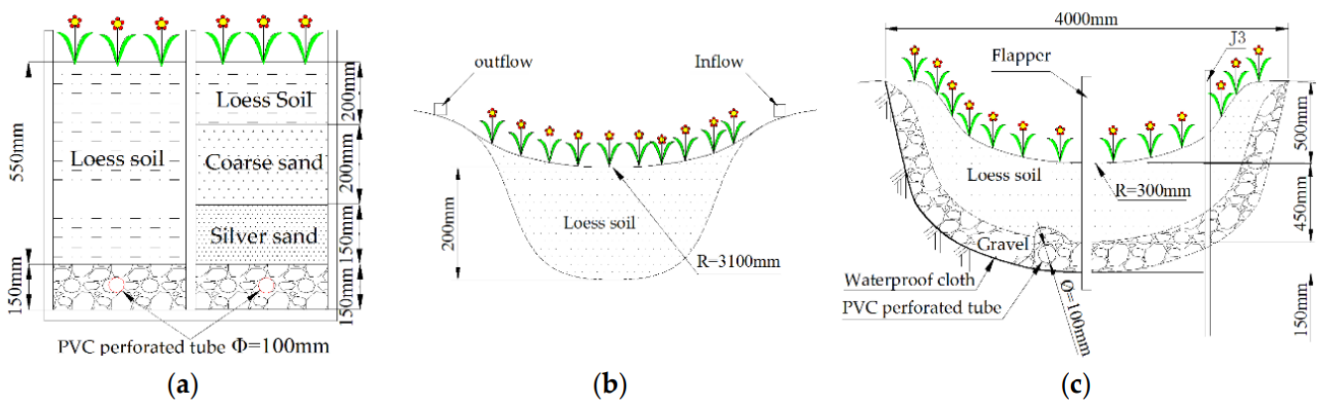 550mm
150mm
Loess soil
Loess Soil
Coarse sand
Silver sand
200mm
200mm
150mm
150mm
PVC perforated tube Φ=100mm
(a)
outflow
Inflow
200mm
Loess soil
R=3100mm
(b)
4000mm
Flapper
J3
Loess soil
R=300mm
Gravel
Waterproof cloth
PVC perforated tube
Ø=100mm
500mm
450mm
150mm
(c)